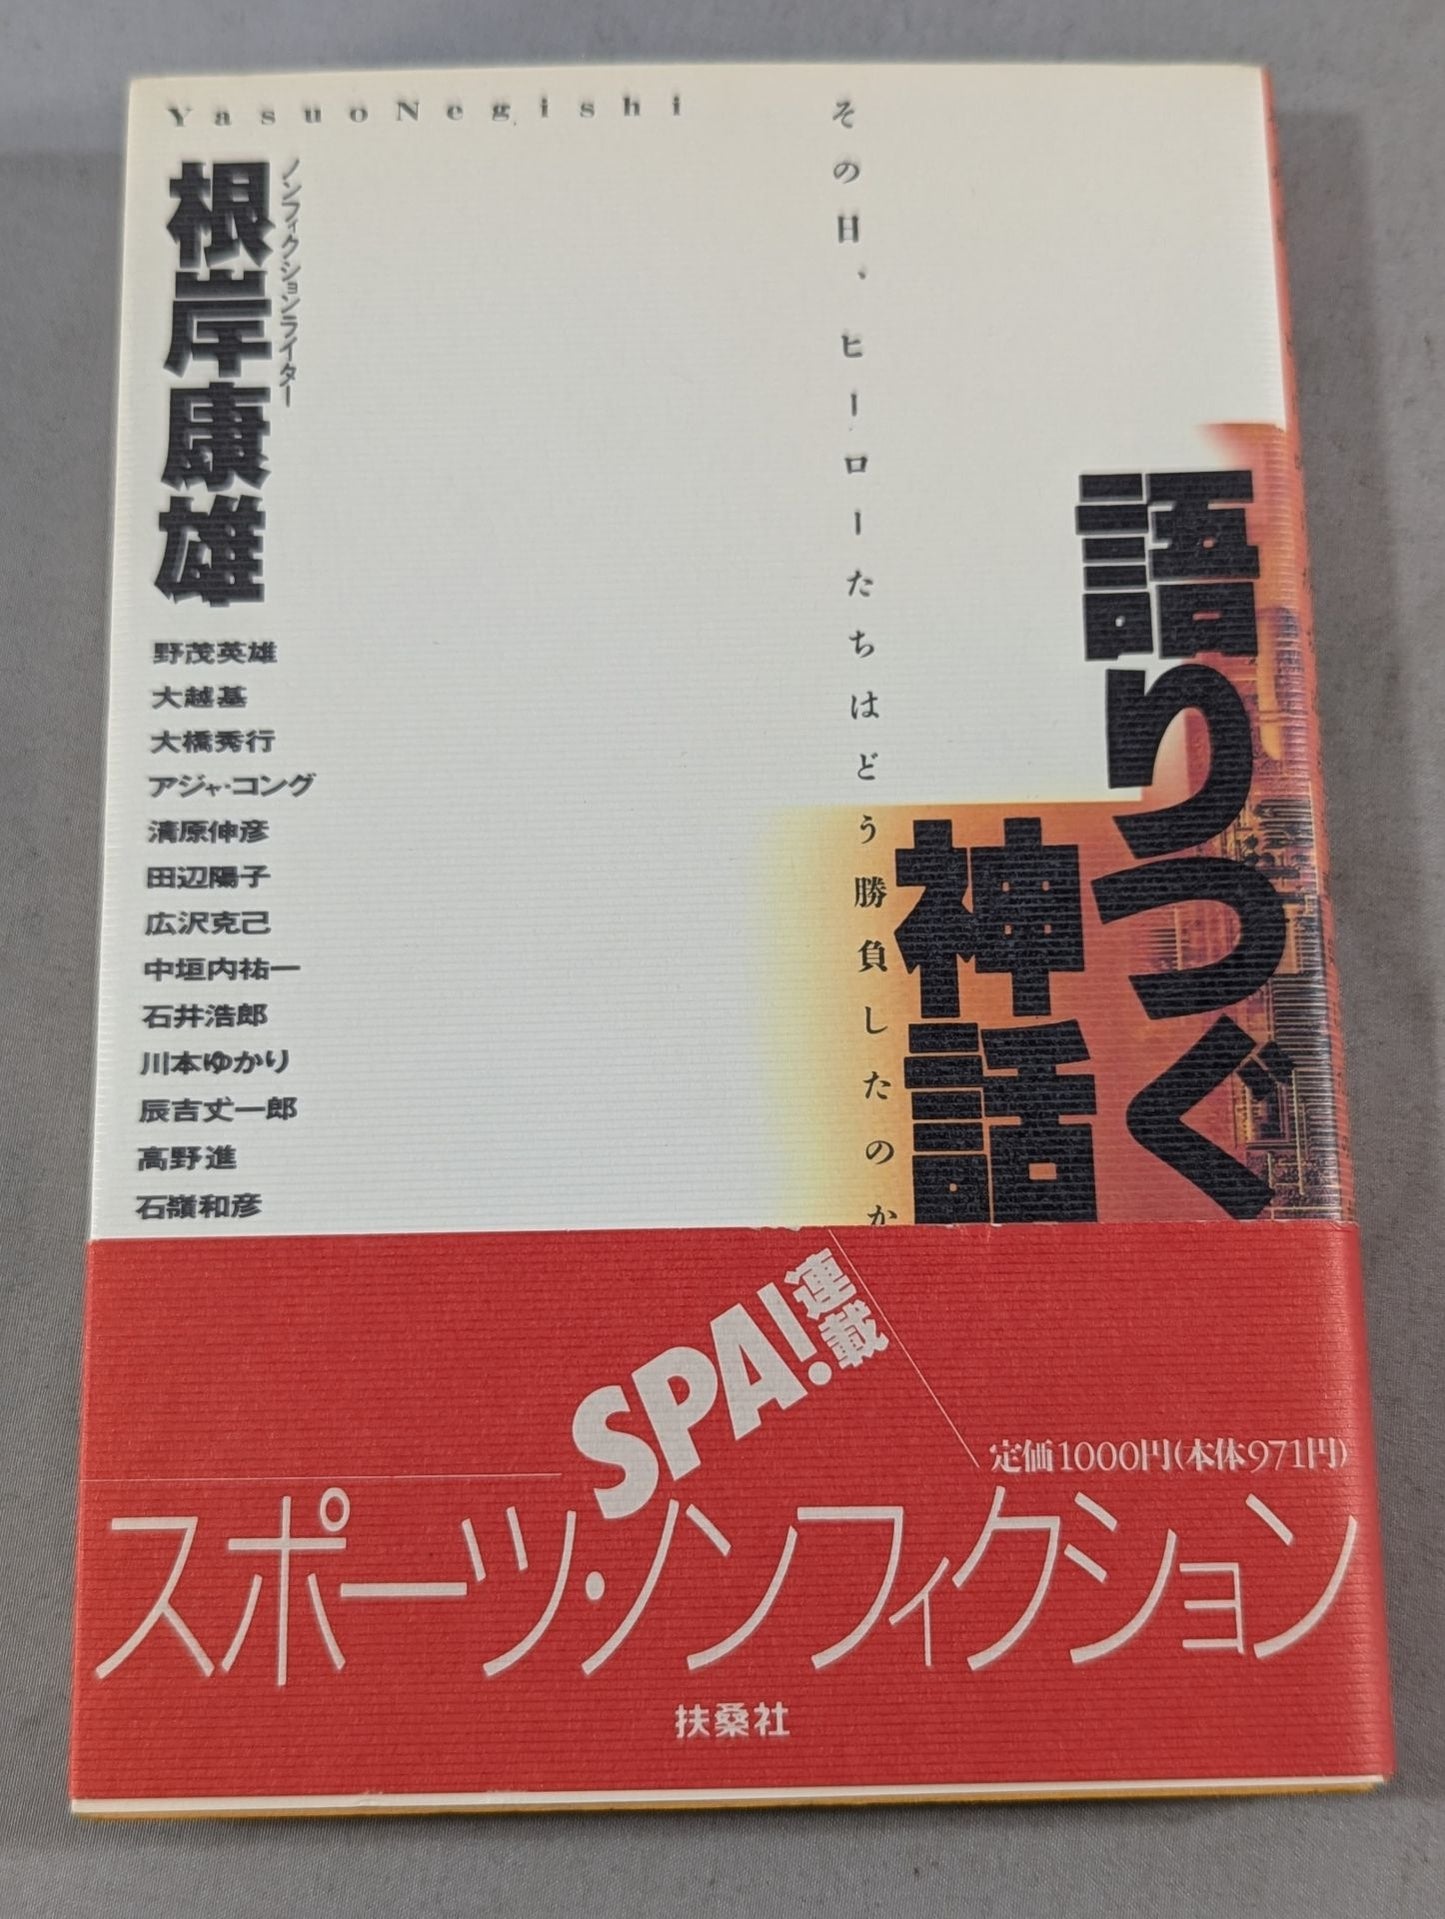 YasuoNegishi
ノンフィクションライター
根岸康雄
その日、ヒーローたちはどう勝負したのか
語りつぐ
神話
野茂英雄
大越基
大橋秀行
アジャ・コング
清原伸彦
田辺陽子
広沢克己
中垣内祐一
石井浩郎
川本ゆかり
辰吉丈一郎
高野進
石嶺和彦
SPA!連載
定価1000円(本体971円)
スポーツ・ノンフィクション
扶桑社